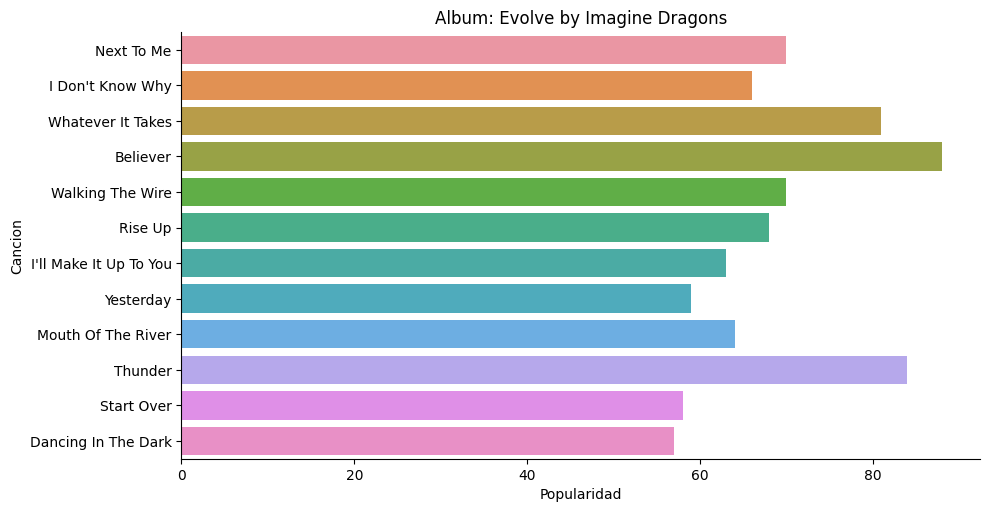 Album: Evolve by Imagine Dragons
Next To Me
I Don't Know Why
Whatever It Takes
Believer
Walking The Wire
Rise Up
I'll Make It Up To You
Yesterday
Mouth Of The River
Thunder
Start Over
Dancing In The Dark
Cancion
0 20 40 60 80
Popularidad